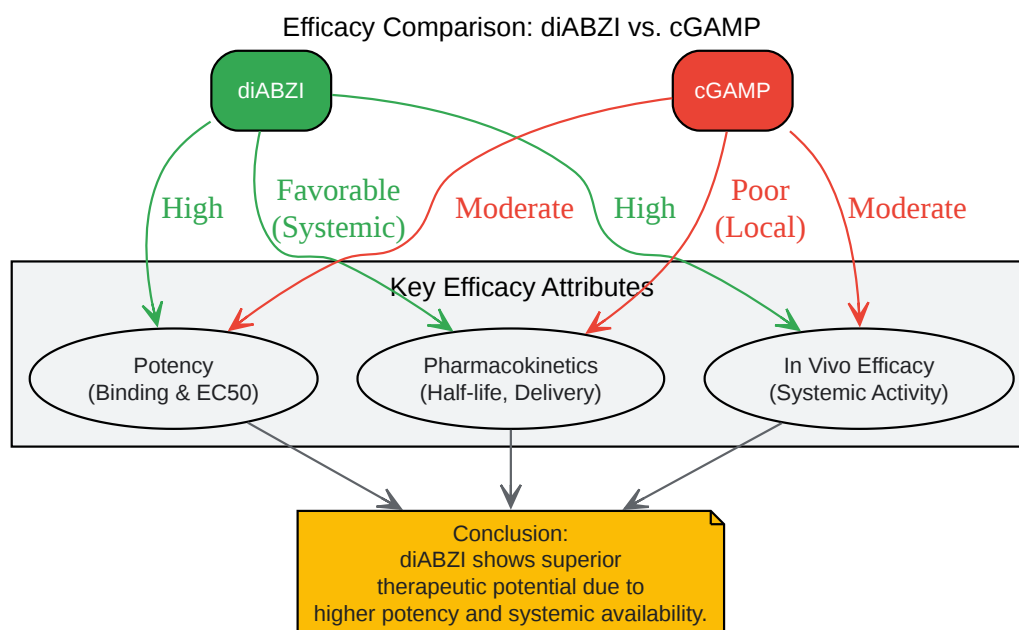 Efficacy Comparison: diABZI vs. cGAMP
diABZI
cGAMP
High
Favorable
(Systemic)
Moderate
High
Poor
(Local)
Moderate
Key Efficacy Attributes
Potency
(Binding & EC50)
Pharmacokinetics
(Half-life, Delivery)
In Vivo Efficacy
(Systemic Activity)
Conclusion:
diABZI shows superior
therapeutic potential due to
higher potency and systemic availability.